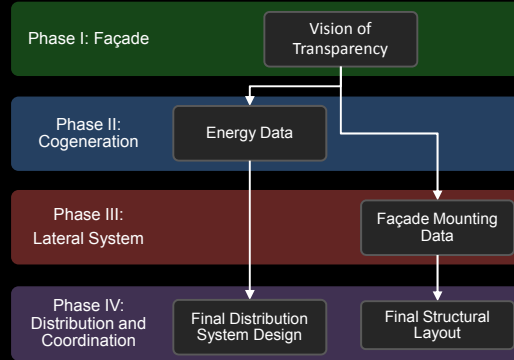 Phase I: Façade
Vision of
Transparency
Phase II:
Cogeneration
Energy Data
Phase III:
Lateral System
Façade Mounting
Data
Phase IV:
Distribution and
Coordination
Final Distribution
System Design
Final Structural
Layout